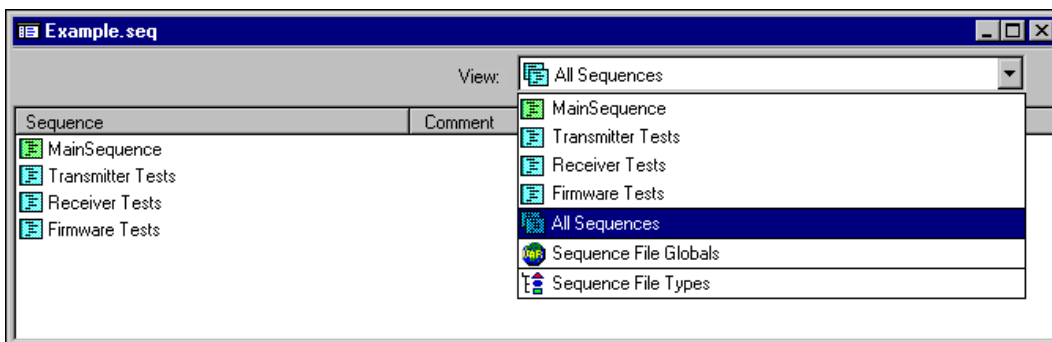 Example.seq
View: All Sequences
Sequence Comment
MainSequence
Transmitter Tests
Receiver Tests
Firmware Tests
MainSequence
Transmitter Tests
Receiver Tests
Firmware Tests
All Sequences
Sequence File Globals
Sequence File Types